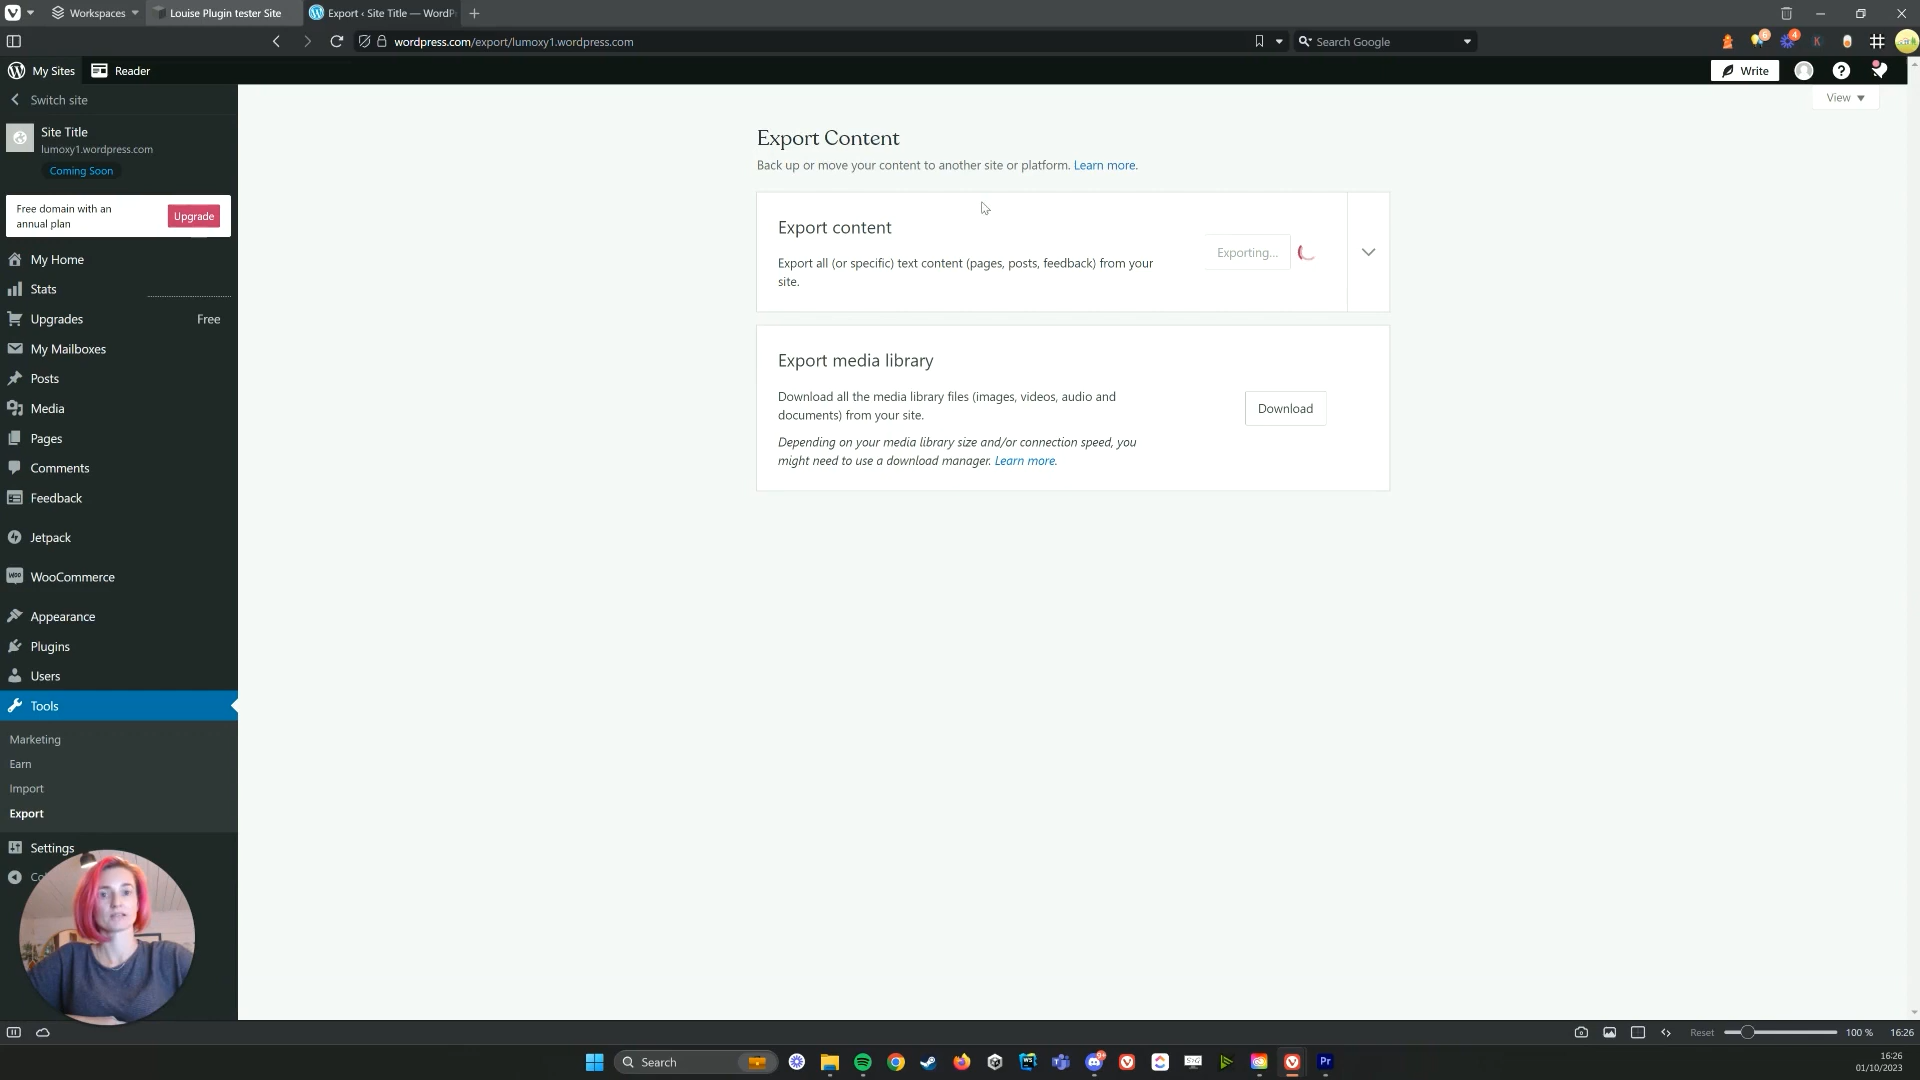 Workspaces
Louise Plugin tester Site
Export ‹ Site Title — WordP
wordpress.com/export/lumoxy1.wordpress.com
Search Google
6
4
K
My Sites
Reader
Write
Switch site
View
Site Title
lumoxy1.wordpress.com
Coming Soon
Free domain with an
annual plan
Upgrade
My Home
Stats
Upgrades
Free
My Mailboxes
Posts
Media
Pages
Comments
Feedback
Jetpack
WooCommerce
Appearance
Plugins
Users
Tools
Marketing
Earn
Import
Export
Settings
Export Content
Back up or move your content to another site or platform. Learn more.
Export content
Export all (or specific) text content (pages, posts, feedback) from your
site.
Exporting...
Export media library
Download all the media library files (images, videos, audio and
documents) from your site.
Depending on your media library size and/or connection speed, you
might need to use a download manager. Learn more.
Download
Reset
100 %
16:26
Search
Pr
16:26
01/10/2023